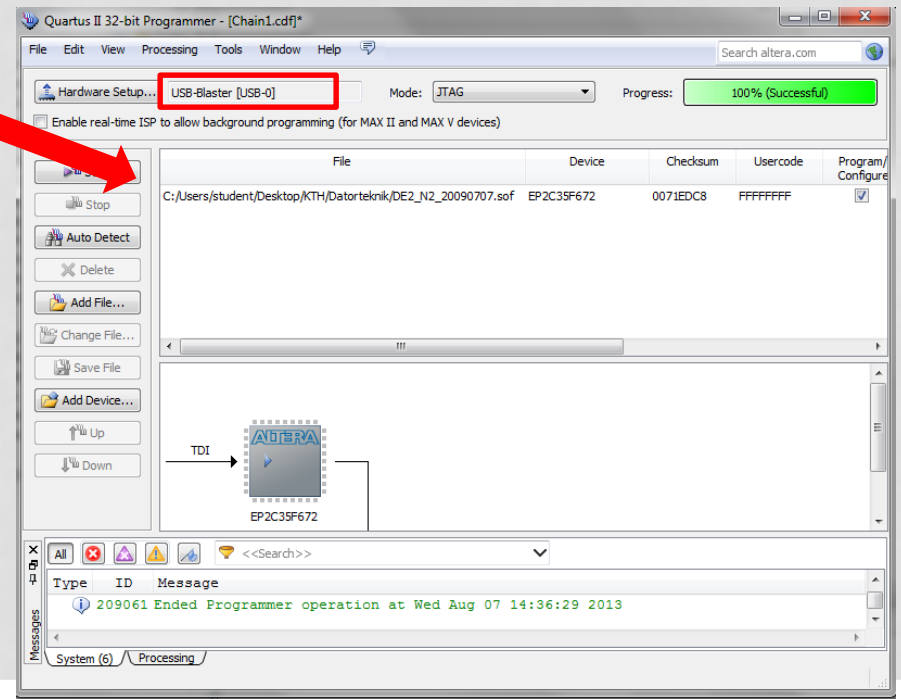 Quartus II 32-bit Programmer - [Chain1.cdf]*
File Edit View Processing Tools Window Help
Search altera.com
Hardware Setup... USB-Blaster [USB-0] Mode: JTAG Progress: 100% (Successful)
Enable real-time ISP to allow background programming (for MAX II and MAX V devices)
File Device Checksum Usercode Program/
Configure
C:/Users/student/Desktop/KTH/Datorteknik/DE2_N2_20090707.sof EP2C35F672 0071EDC8 FFFFFFFF
Stop
Auto Detect
Delete
Add File...
Change File...
Save File
Add Device...
Up
Down
TDI
ALTERA
EP2C35F672
All <<Search>>
Type ID Message
209061 Ended Programmer operation at Wed Aug 07 14:36:29 2013
Messages
System (6) Processing